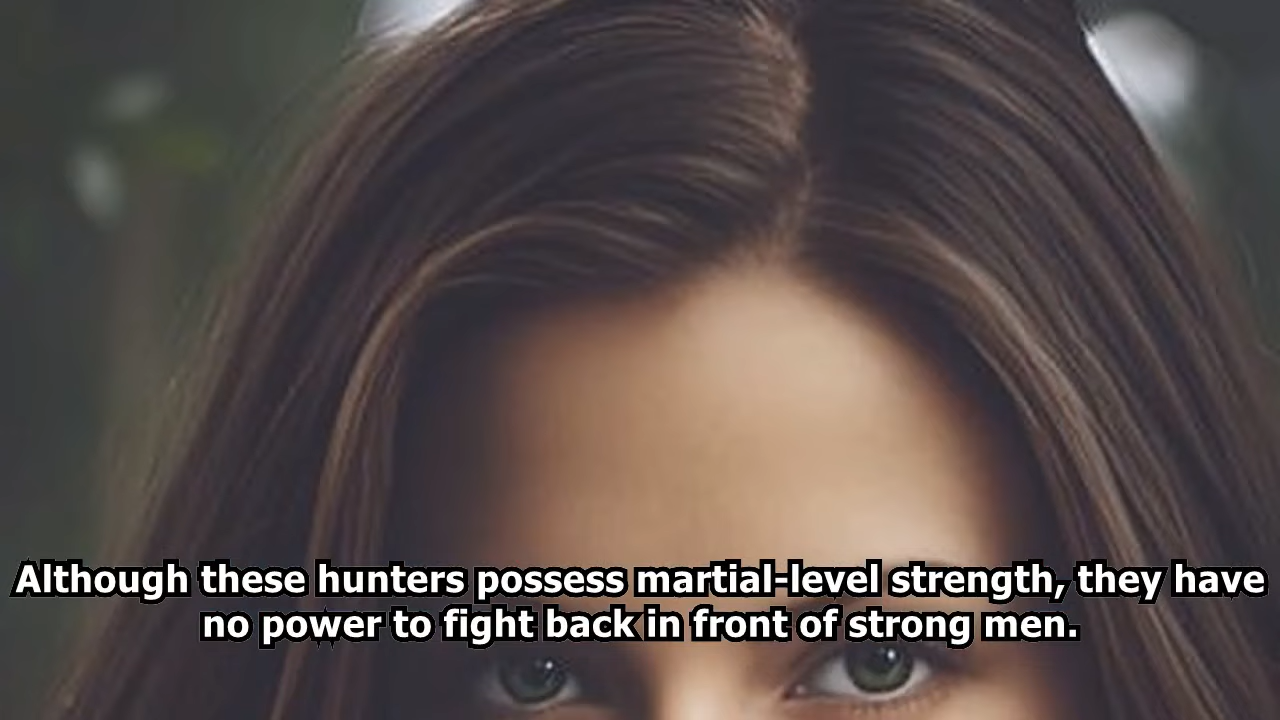 Although these hunters possess martial-level strength, they have
no power to fight back in front of strong men.